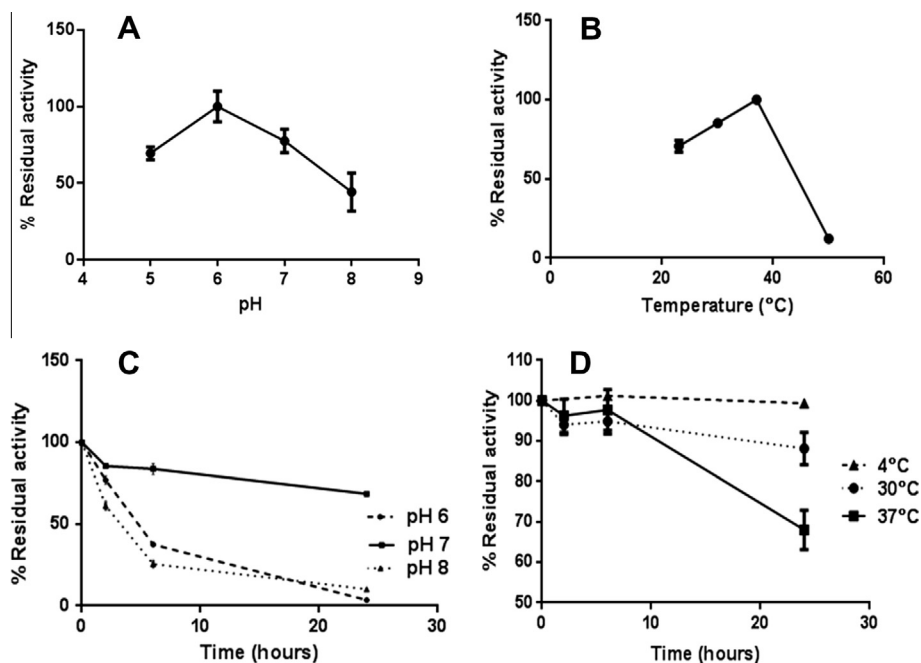 A
% Residual activity
150
100
50
0
4 5 6 7 8 9
pH
B
% Residual activity
150
100
50
0
0 20 40 60
Temperature (°C)
C
% Residual activity
150
100
50
0
0 10 20 30
Time (hours)
pH 6
pH 7
pH 8
D
% Residual activity
110
100
90
80
70
60
50
0 10 20 30
Time (hours)
4°C
30°C
37°C